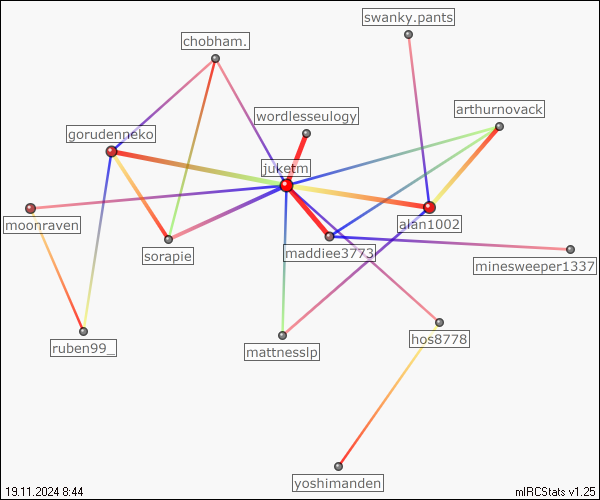 swanky.pants
chobham.
wordlesseulogy
arthurnovack
gorudenneko
juketm
moonraven
alan1002
sorapie
maddiee3773
minesweeper1337
ruben99_
mattnesslp
hos8778
yoshimanden
19.11.2024 8:44
mIRCStats v1.25